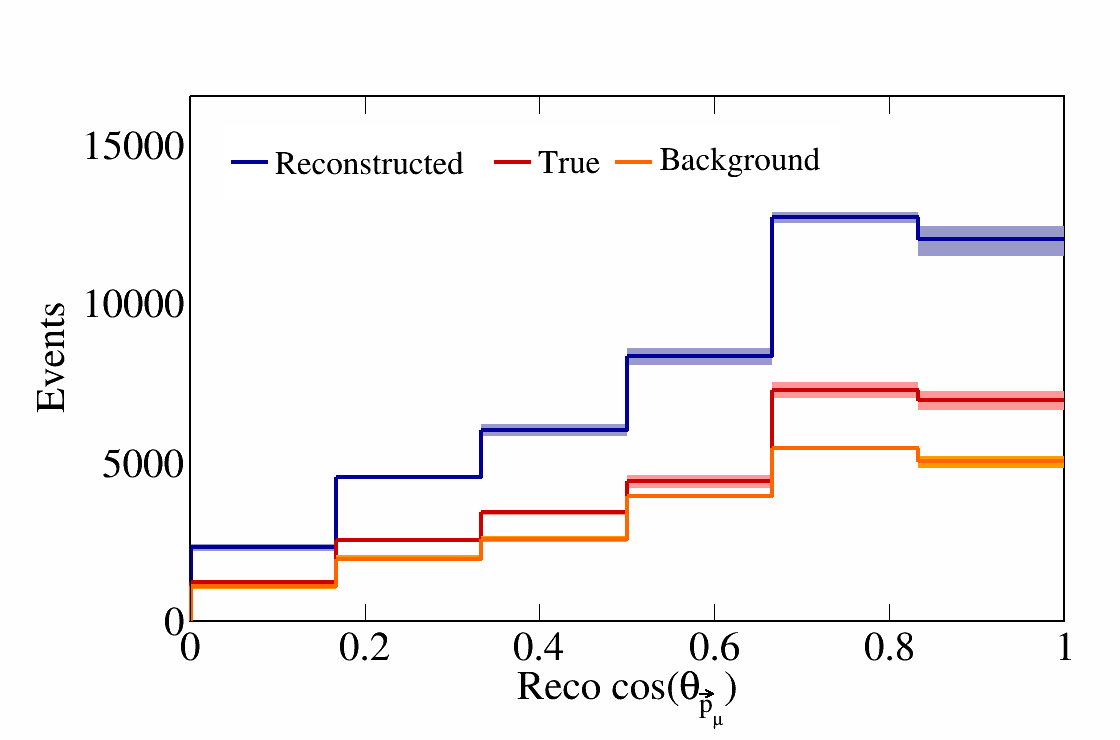 15000
Reconstructed True Background
10000
Events
5000
0
0 0.2 0.4 0.6 0.8 1
Reco cos(θp⃗μ)